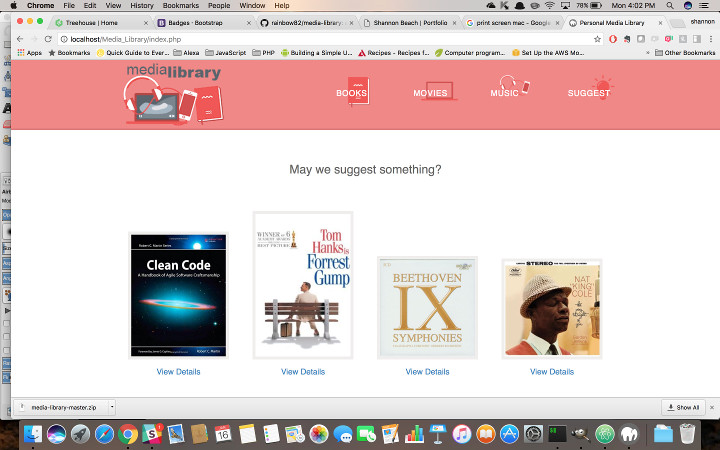 Chrome File Edit View History Bookmarks People Window Help 78% Mon 4:02 PM
Treehouse | Home Badges · Bootstrap rainbow82/media-library: Shannon Beach | Portfolio print screen mac - Google Personal Media Library shannon
localhost/Media_Library/index.php
Apps Bookmarks Quick Guide to Ever... Alexa JavaScript PHP Building a Simple U... Recipes - Recipes f... Computer program... Set Up the AWS Mo... » Other Bookmarks
medialibrary
BOOKS MOVIES MUSIC SUGGEST
May we suggest something?
Robert C. Martin Series
Clean Code
A Handbook of Agile Software Craftsmanship
Robert C. Martin
WINNER OF 6
ACADEMY AWARDS
BEST PICTURE
Tom
Hanks is
Forrest
Gump
BEETHOVEN
IX
SYMPHONIES
STEREO
NAT
'KING'
COLE
View Details View Details View Details View Details
media-library-master.zip Show All
16